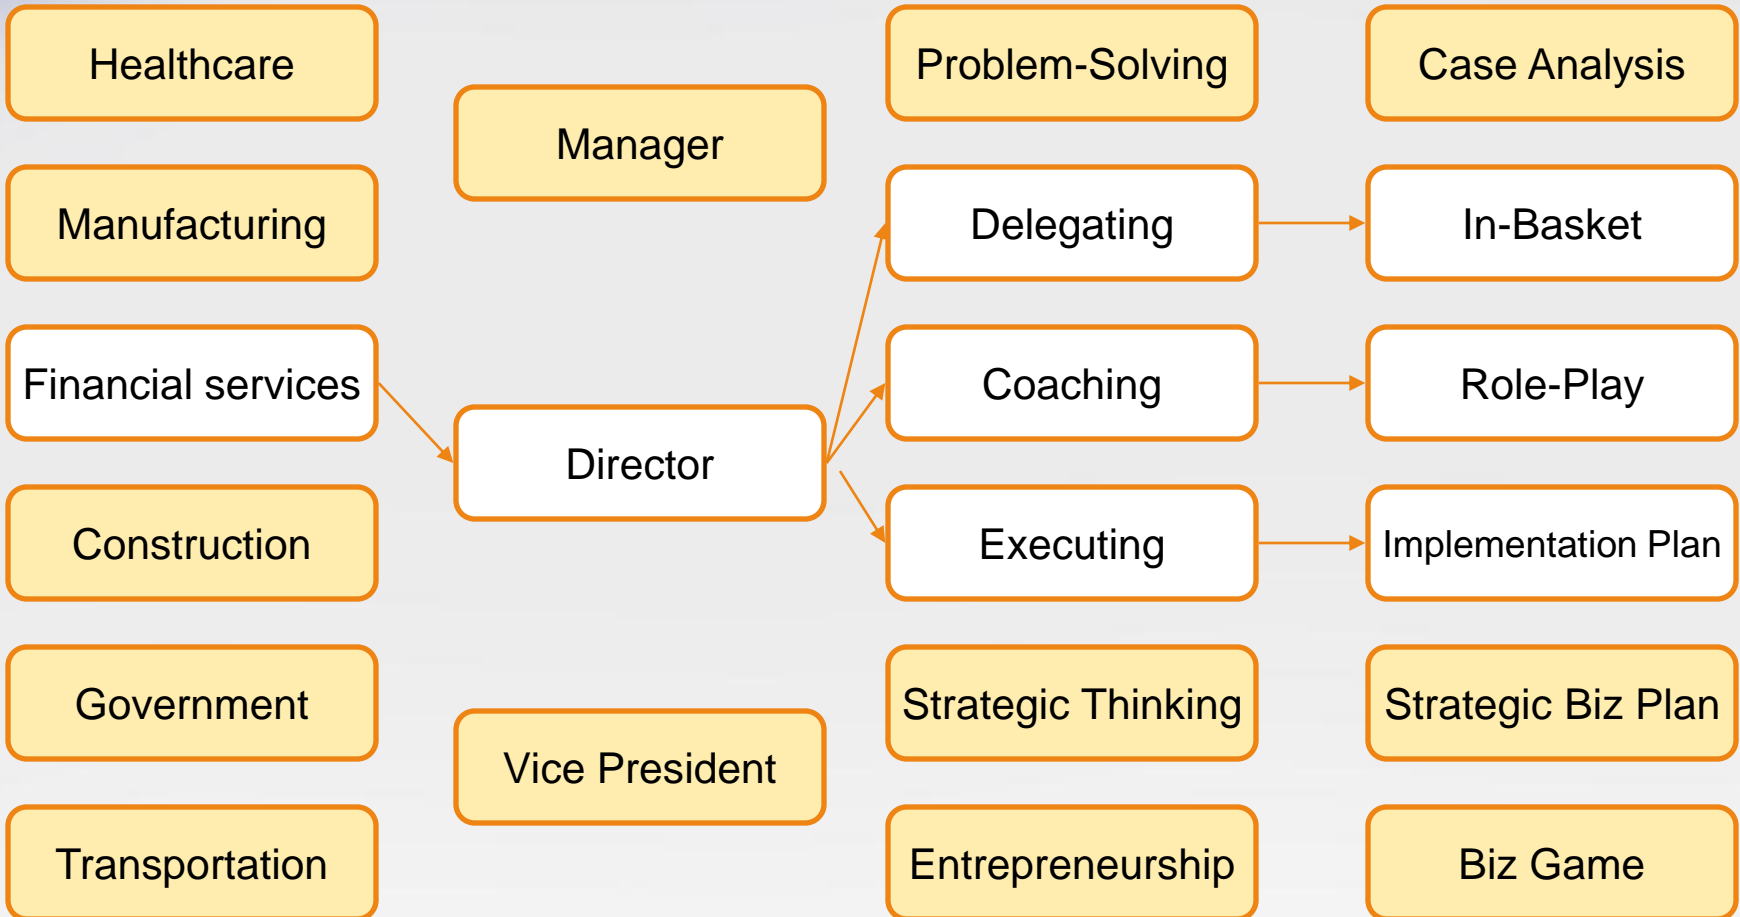 Healthcare
Manufacturing
Financial services
Construction
Government
Transportation
Manager
Director
Vice President
Problem-Solving
Delegating
Coaching
Executing
Strategic Thinking
Entrepreneurship
Case Analysis
In-Basket
Role-Play
Implementation Plan
Strategic Biz Plan
Biz Game